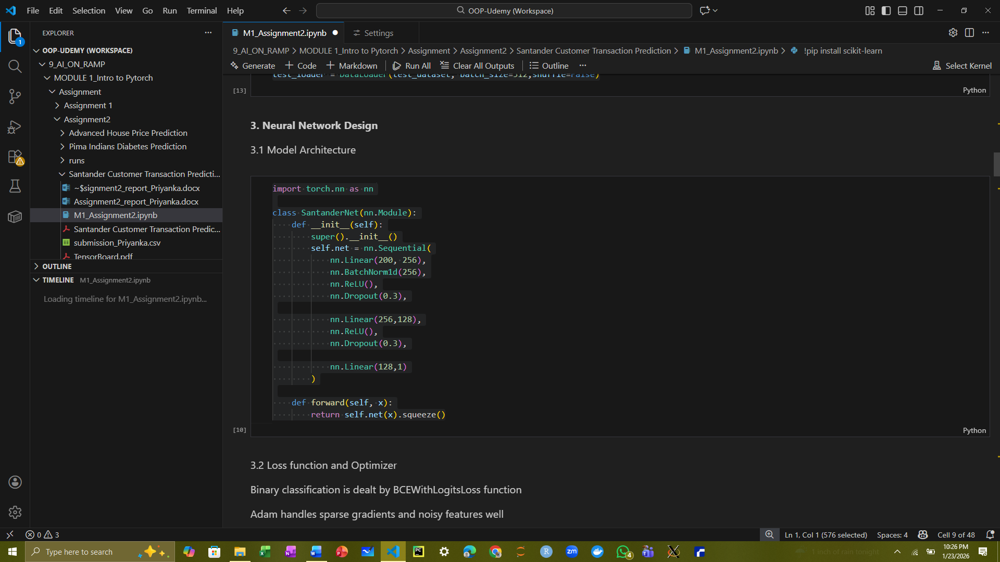 File Edit Selection View Go Run Terminal Help
OOP-Udemy (Workspace)
EXPLORER
OOP-UDEMY (WORKSPACE)
9_AI_ON_RAMP
MODULE 1_Intro to Pytorch
Assignment
Assignment 1
Assignment2
Advanced House Price Prediction
Pima Indians Diabetes Prediction
runs
Santander Customer Transaction Predicti...
~$signment2_report_Priyanka.docx
Assignment2_report_Priyanka.docx
M1_Assignment2.ipynb
Santander Customer Transaction Predic...
submission_Priyanka.csv
TensorBoard.pdf
OUTLINE
TIMELINE M1_Assignment2.ipynb
Loading timeline for M1_Assignment2.ipynb...
M1_Assignment2.ipynb
Settings
9_AI_ON_RAMP > MODULE 1_Intro to Pytorch > Assignment > Assignment2 > Santander Customer Transaction Prediction > M1_Assignment2.ipynb > !pip install scikit-learn
Generate + Code + Markdown Run All Clear All Outputs Outline ... Select Kernel
test_loader = DataLoader(test_dataset, batch_size=512,shuffle=False)
[13] Python
3. Neural Network Design
3.1 Model Architecture
import torch.nn as nn
class SantanderNet(nn.Module):
def __init__(self):
super().__init__()
self.net = nn.Sequential(
nn.Linear(200, 256),
nn.BatchNorm1d(256),
nn.ReLU(),
nn.Dropout(0.3),
nn.Linear(256,128),
nn.ReLU(),
nn.Dropout(0.3),
nn.Linear(128,1)
)
def forward(self, x):
return self.net(x).squeeze()
[10] Python
3.2 Loss function and Optimizer
Binary classification is dealt by BCEWithLogitsLoss function
Adam handles sparse gradients and noisy features well
0 3
Ln 1, Col 1 (576 selected) Spaces: 4 Cell 9 of 48
Type here to search
1 inch of rain tonight
10:26 PM
1/23/2026